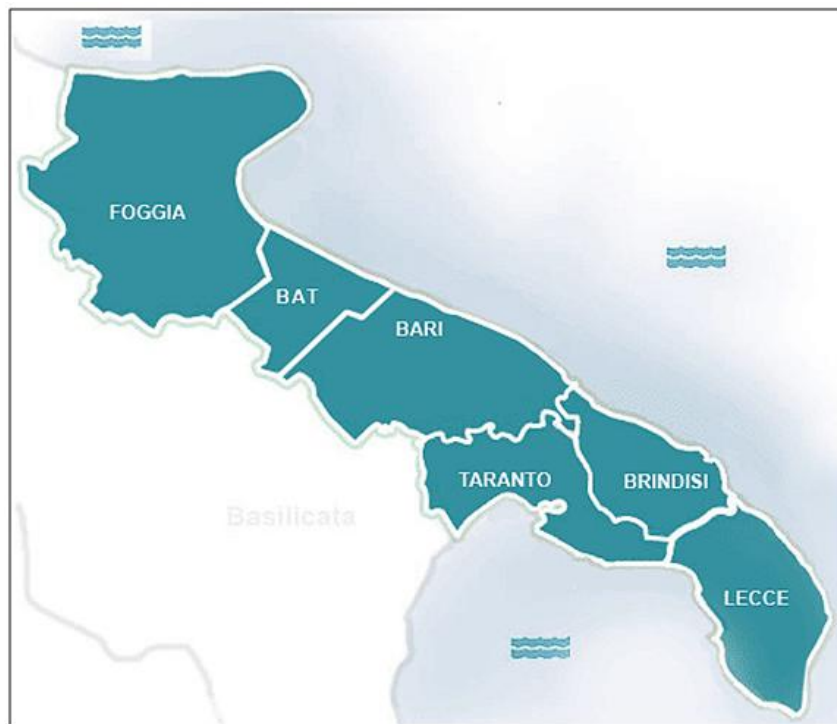 FOGGIA
BAT
BARI
TARANTO
BRINDISI
Basilicata
LECCE